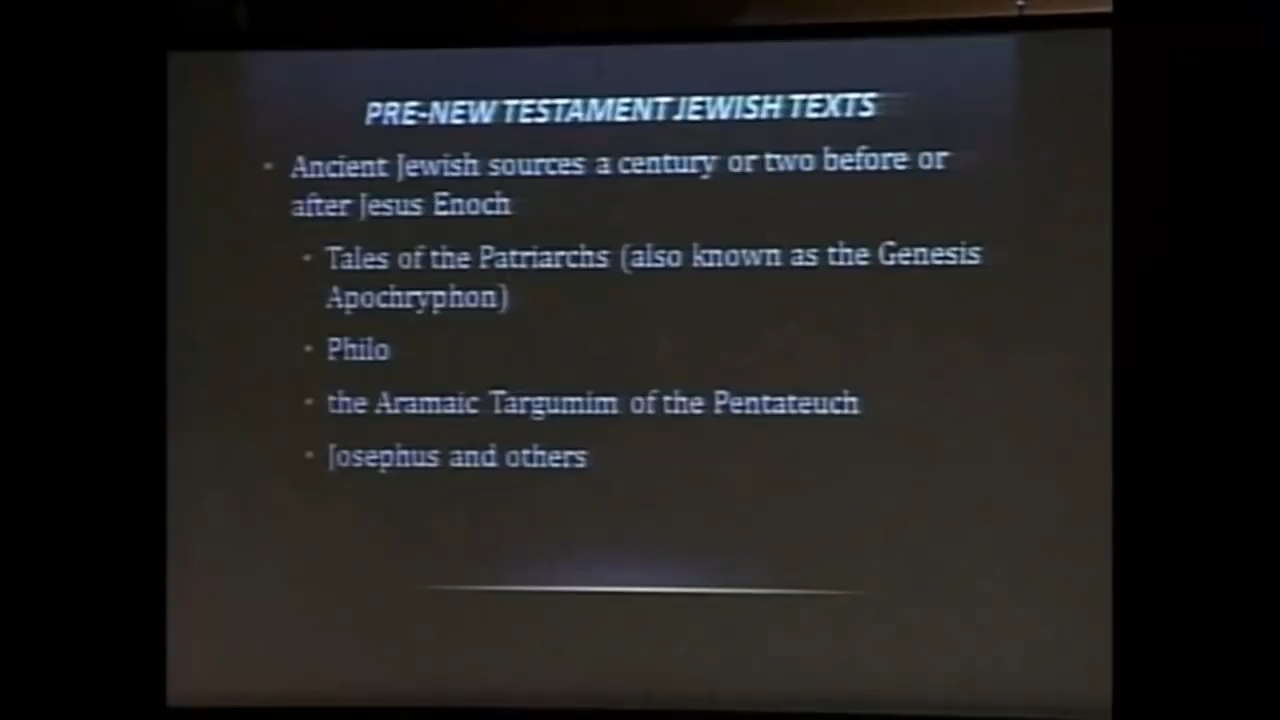 PRE-NEW TESTAMENT JEWISH TEXTS
Ancient Jewish sources a century or two before or
after Jesus Enoch
Tales of the Patriarchs (also known as the Genesis
Apochryphon)
Philo
the Aramaic Targumim of the Pentateuch
Josephus and others